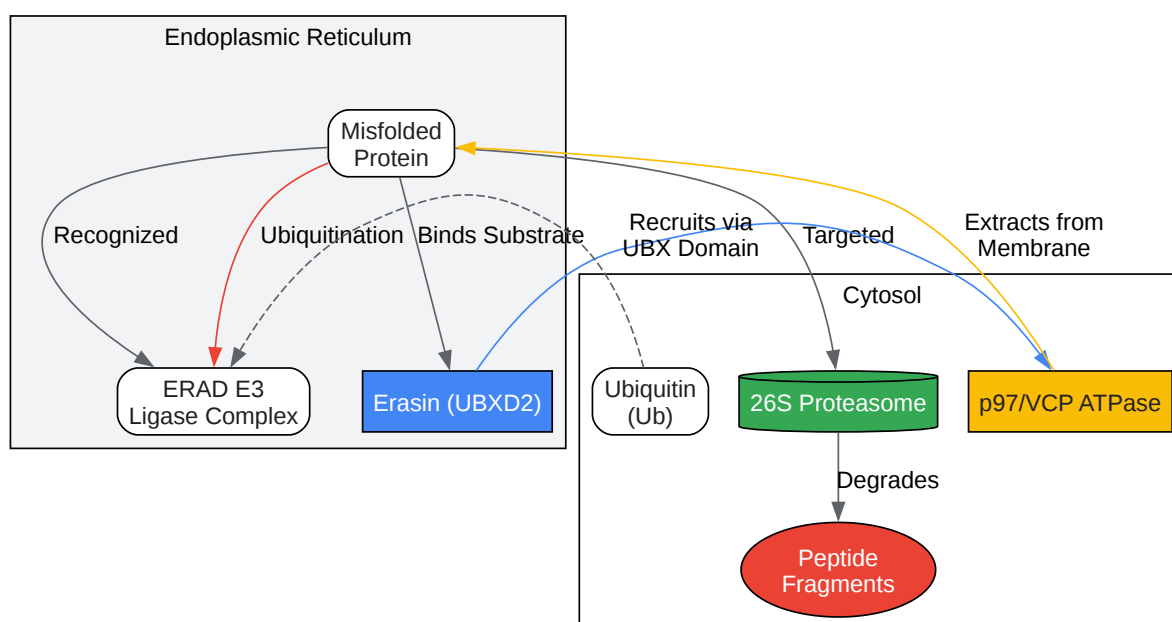 Endoplasmic Reticulum
Misfolded
Protein
Recognized
Ubiquitination
Binds Substrate
Recruits via
UBX Domain
Targeted
Extracts from
Membrane
Cytosol
ERAD E3
Ligase Complex
Erasin (UBXD2)
Ubiquitin
(Ub)
26S Proteasome
p97/VCP ATPase
Degrades
Peptide
Fragments